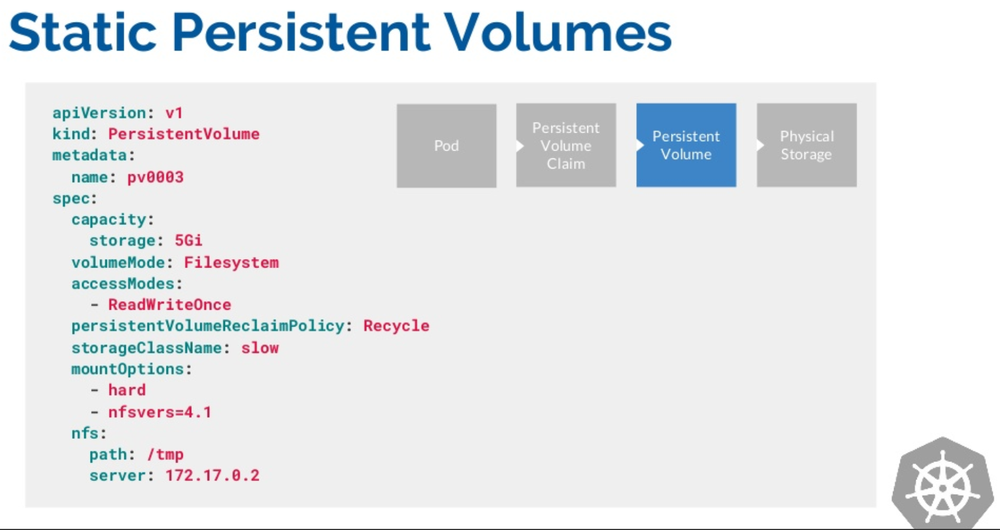 Static Persistent Volumes
apiVersion: v1
kind: PersistentVolume
metadata:
  name: pv0003
spec:
  capacity:
    storage: 5Gi
  volumeMode: Filesystem
  accessModes:
    - ReadWriteOnce
  persistentVolumeReclaimPolicy: Recycle
  storageClassName: slow
  mountOptions:
    - hard
    - nfsvers=4.1
  nfs:
    path: /tmp
    server: 172.17.0.2
Pod
Persistent
Volume
Claim
Persistent
Volume
Physical
Storage